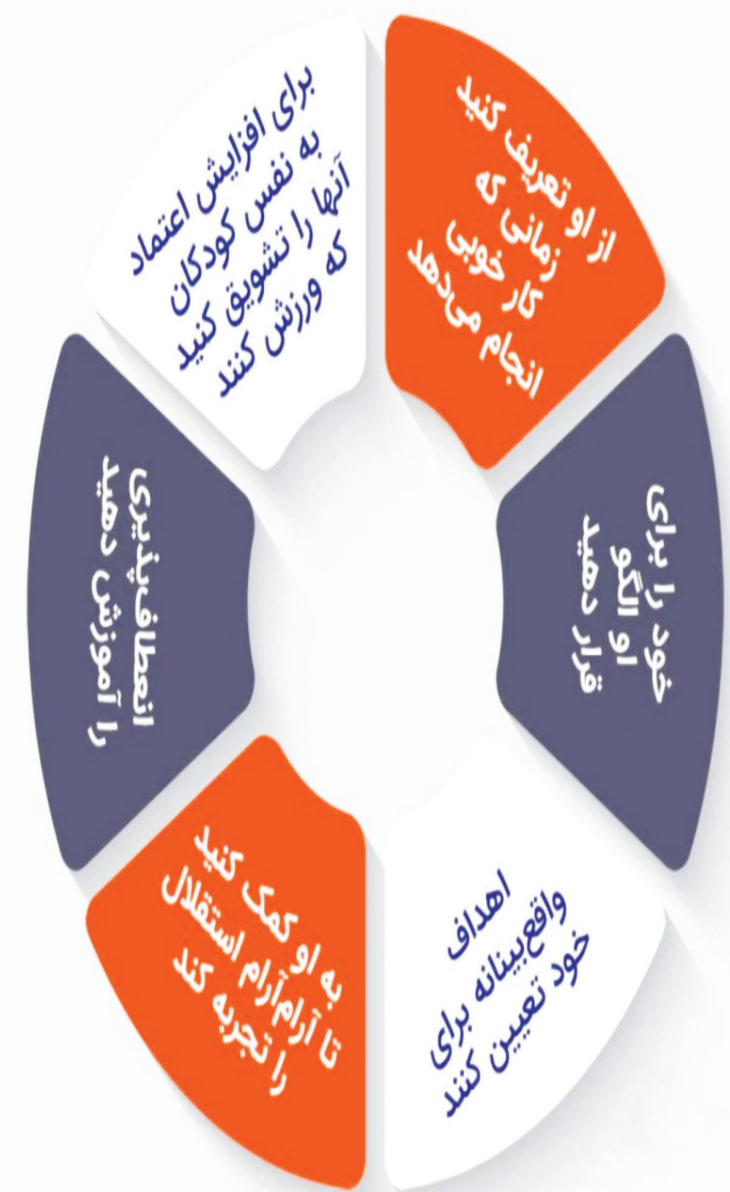 برای افزایش اعتماد
به نفس کودکان
آنها را تشویق کنید
که ورزش کنند
از او تعریف کنید
زمانی که
کار خوبی
انجام می‌دهد
خود را برای
او الگو
قرار دهید
اهداف
واقع‌بینانه برای
خود تعیین کنند
به او کمک کنید
تا آرام‌آرام استقلال
را تجربه کند
انعطاف‌پذیری
را آموزش دهید